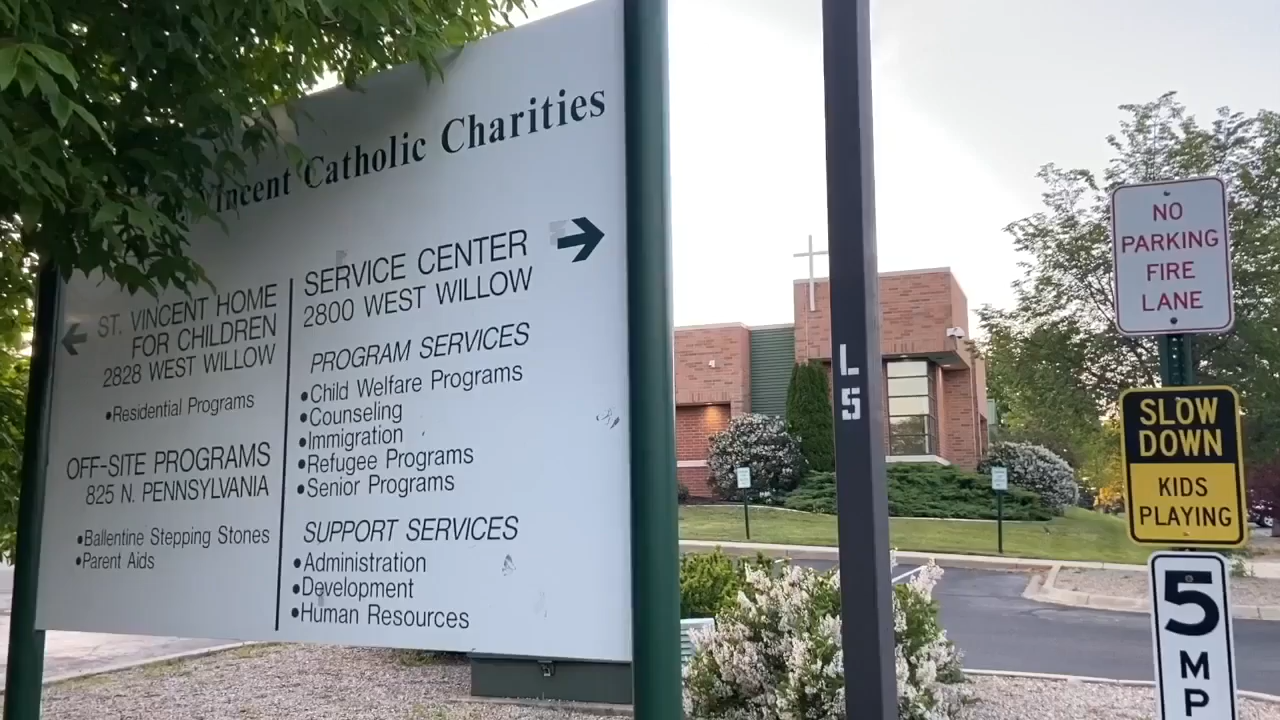 Vincent Catholic Charities
ST. VINCENT HOME
FOR CHILDREN
2828 WEST WILLOW
•Residential Programs
OFF-SITE PROGRAMS
825 N. PENNSYLVANIA
•Ballentine Stepping Stones
•Parent Aids
SERVICE CENTER
2800 WEST WILLOW
PROGRAM SERVICES
•Child Welfare Programs
•Counseling
•Immigration
•Refugee Programs
•Senior Programs
SUPPORT SERVICES
•Administration
•Development
•Human Resources
L
5
NO
PARKING
FIRE
LANE
SLOW
DOWN
KIDS
PLAYING
5
MP